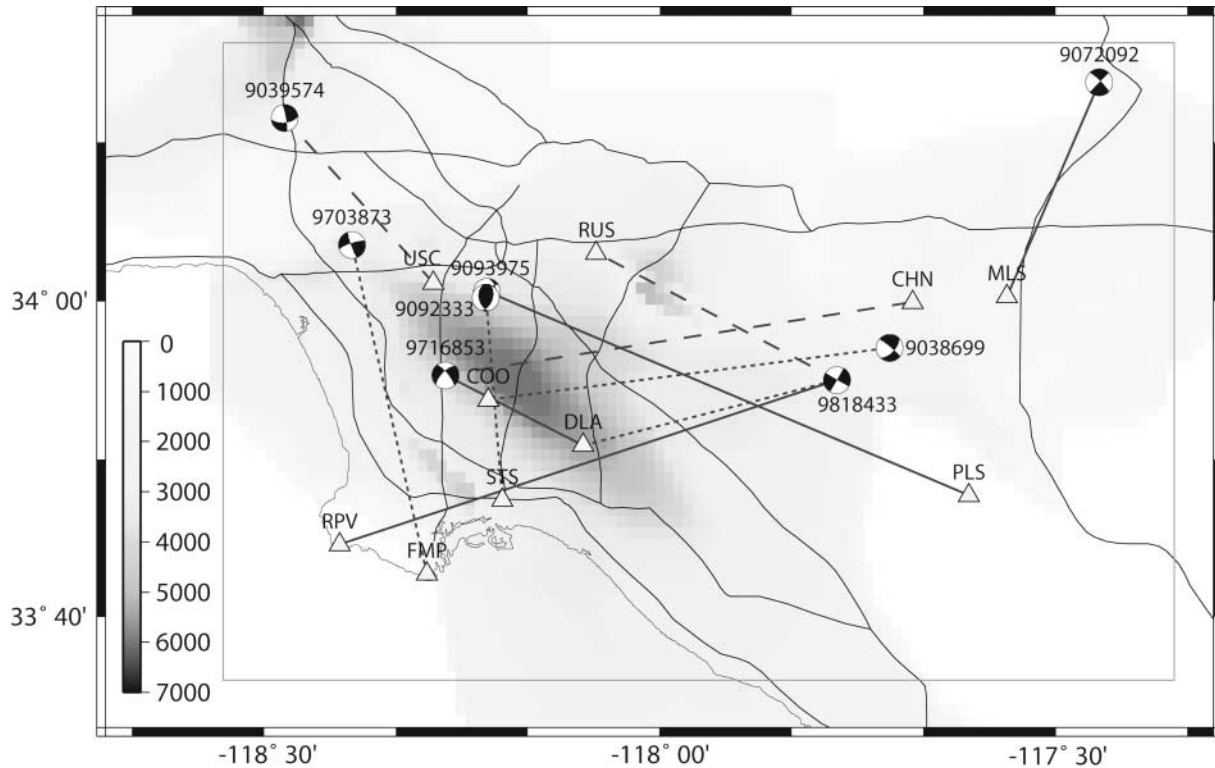 9072092
9039574
9703873
RUS
USC
9093975
CHN
MLS
34° 00'
9092333
0
9716853
9038699
1000
COO
9818433
2000
DLA
3000
STS
PLS
4000
RPV
5000
FMP
33° 40'
6000
7000
-118° 30'
-118° 00'
-117° 30'